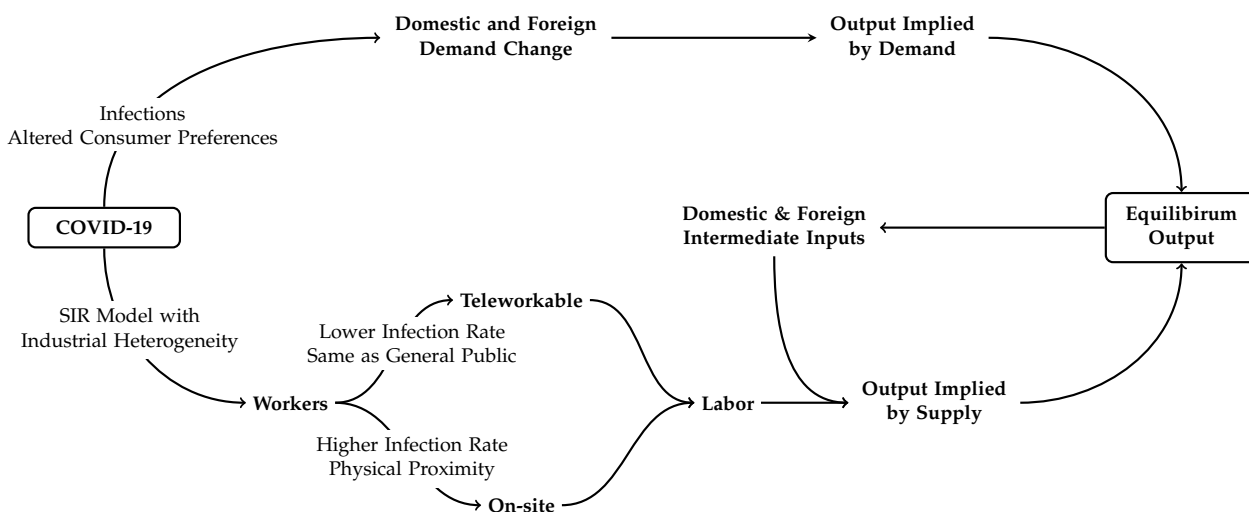 Domestic and Foreign
Demand Change
Output Implied
by Demand
Infections
Altered Consumer Preferences
COVID-19
Domestic & Foreign
Intermediate Inputs
Equilibirum
Output
SIR Model with
Industrial Heterogeneity
Teleworkable
Lower Infection Rate
Same as General Public
Workers
Labor
Output Implied
by Supply
Higher Infection Rate
Physical Proximity
On-site